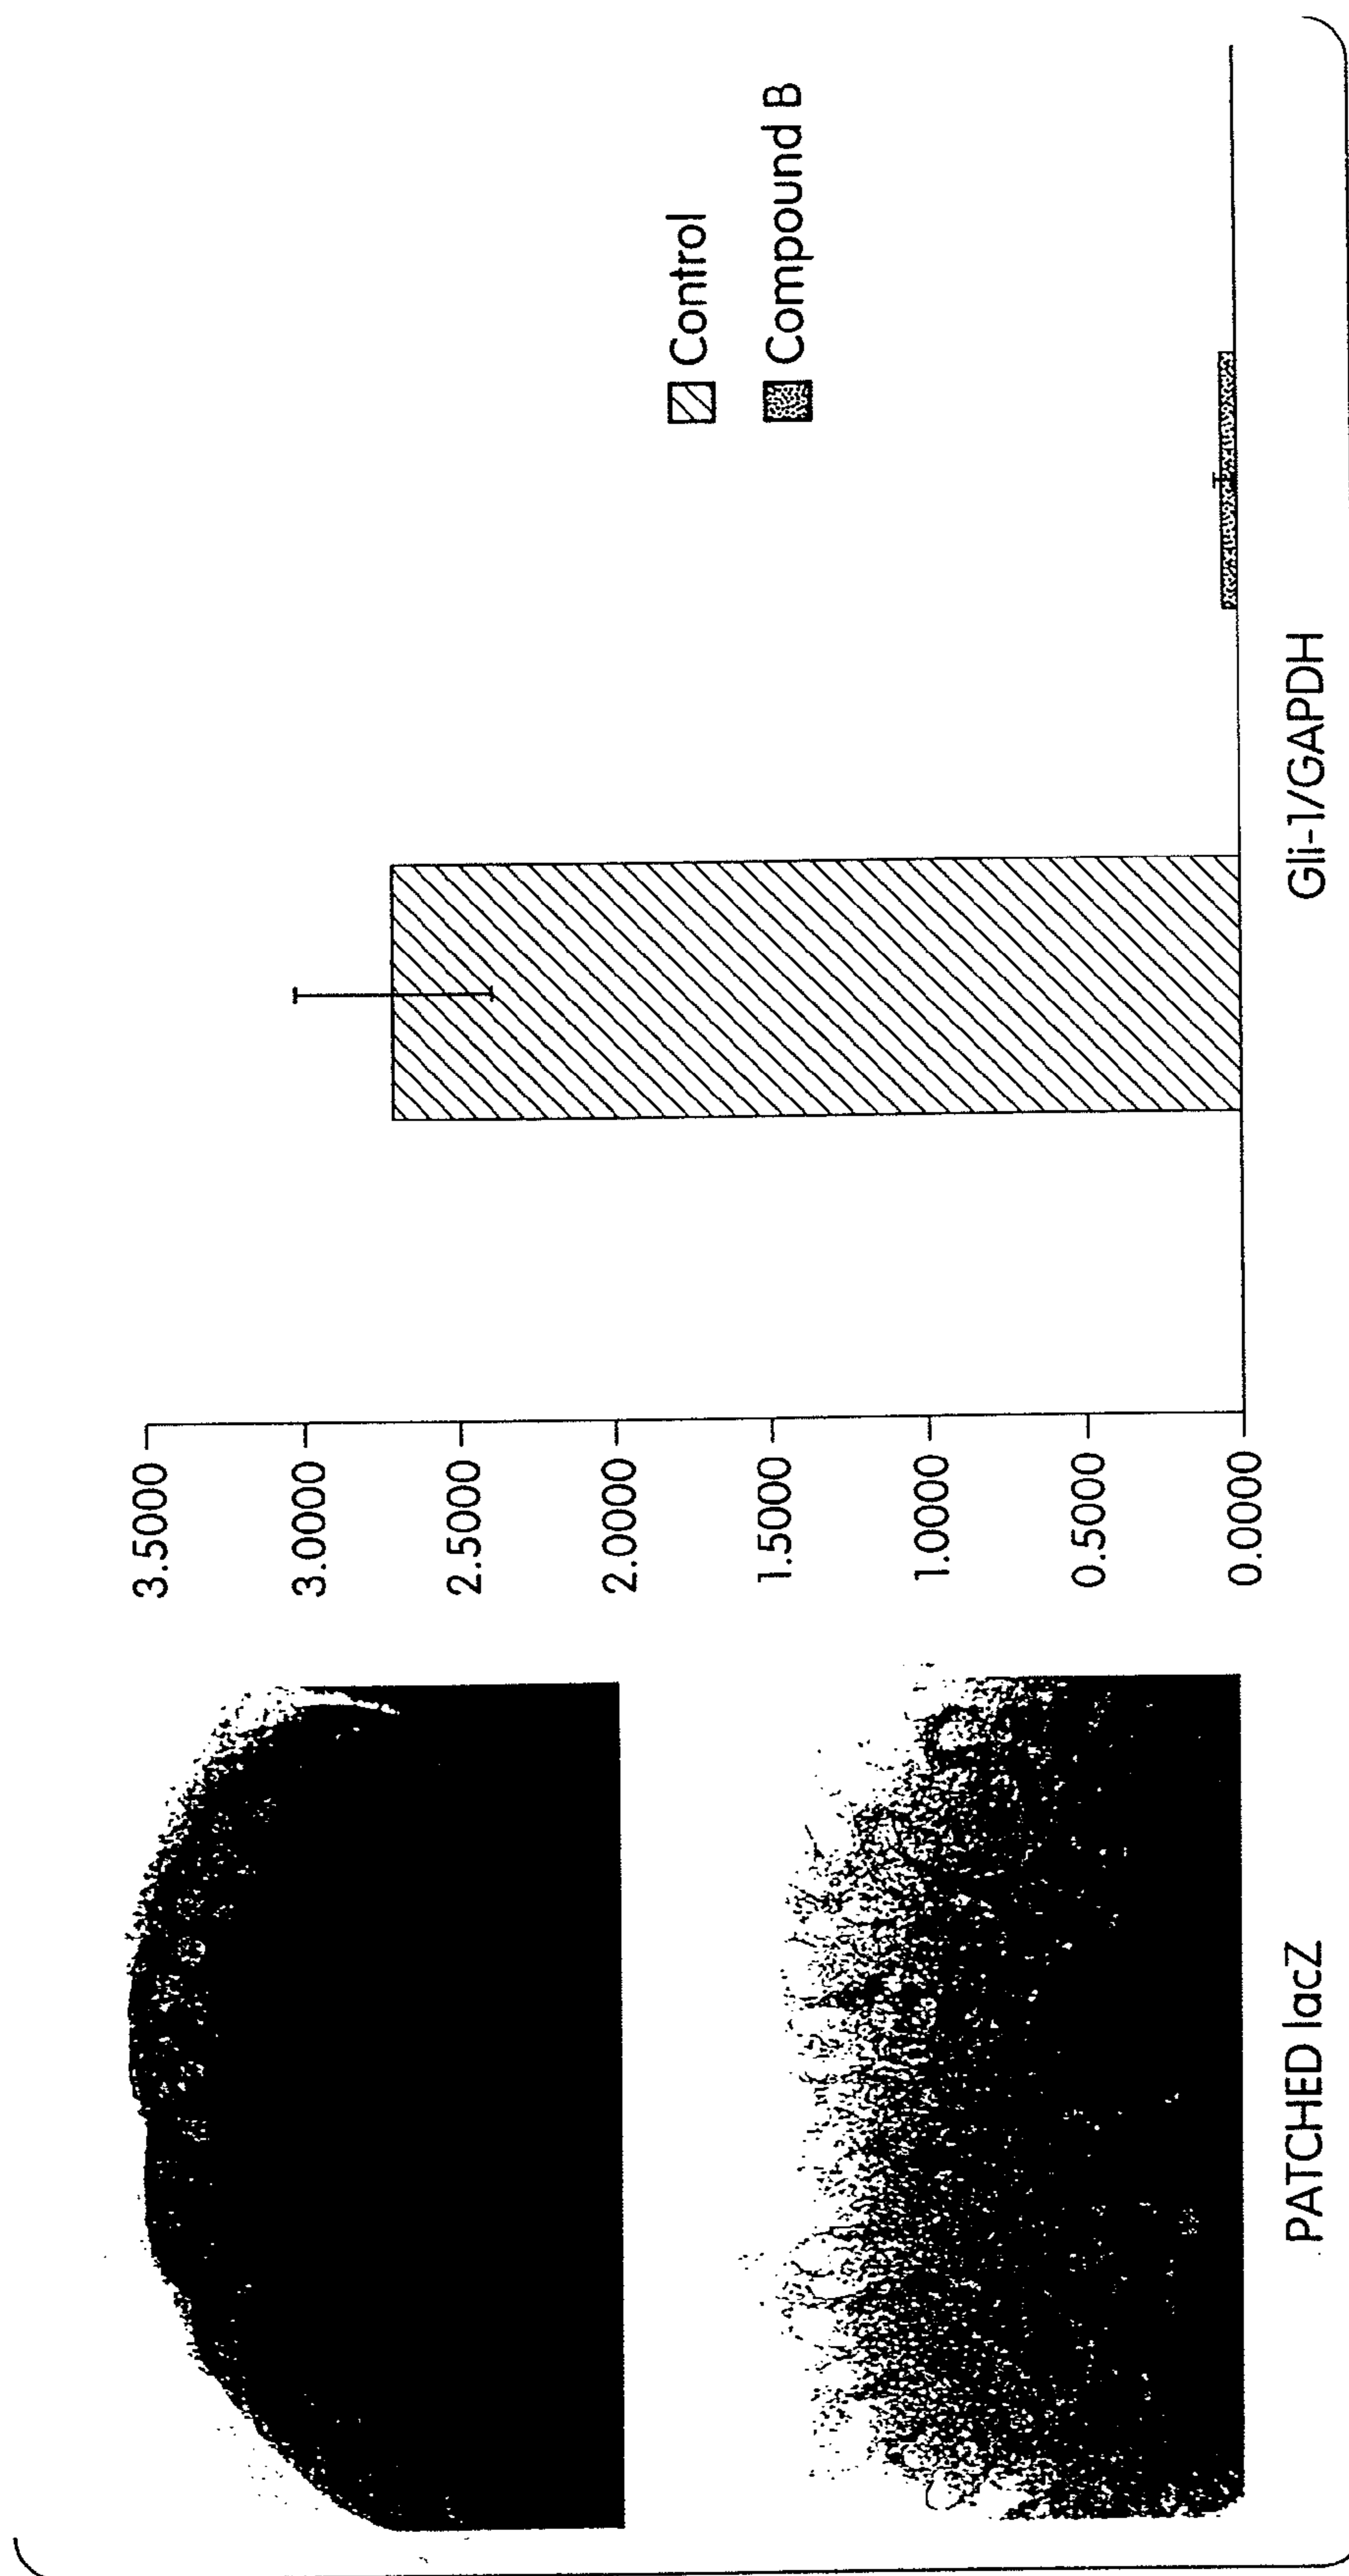 3.5000
3.0000
2.5000
2.0000
1.5000
1.0000
0.5000
0.0000
Control
Compound B
PATCHED lacZ
Gli-1/GAPDH